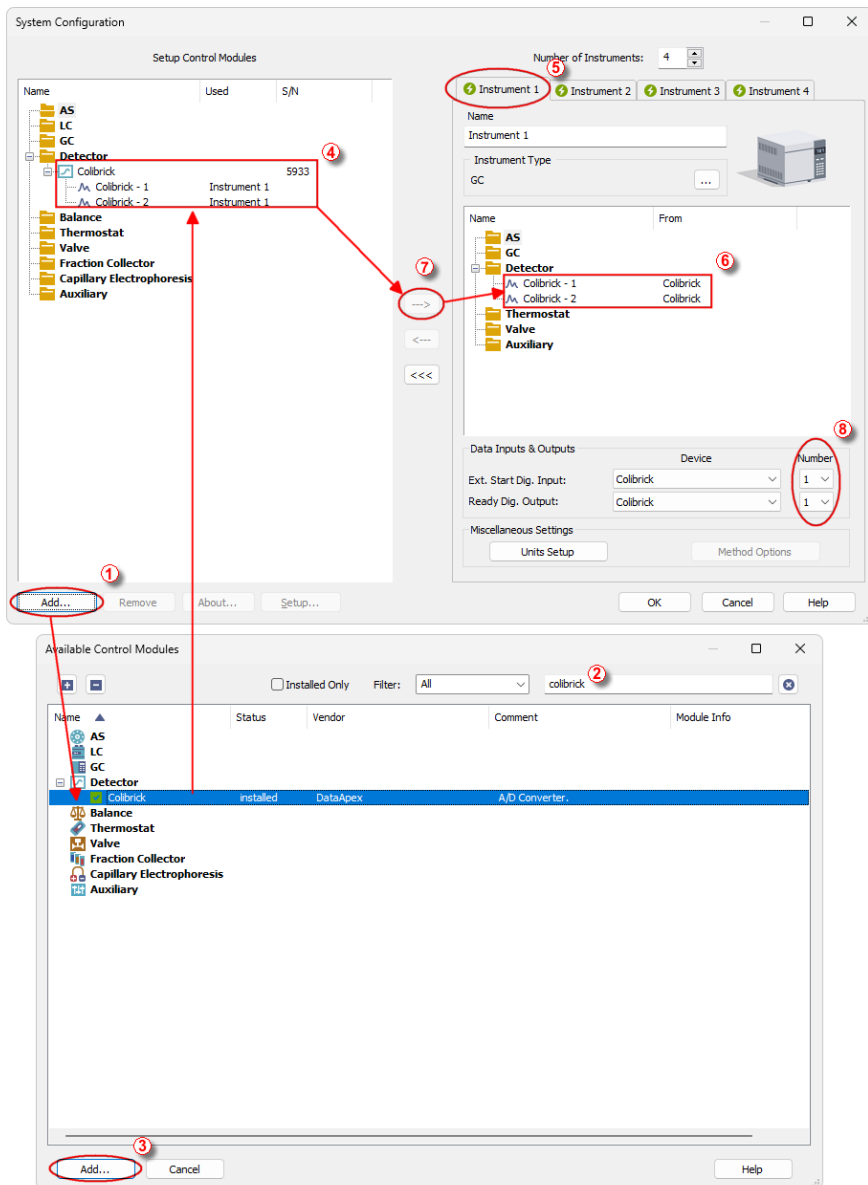 System Configuration
Setup Control Modules
Number of Instruments: 4
5
Name Used S/N
AS
LC
GC
Detector
Colibrick 5933
Colibrick - 1 Instrument 1
Colibrick - 2 Instrument 1
Balance
Thermostat
Valve
Fraction Collector
Capillary Electrophoresis
Auxiliary
4
7
--->
<---
<<<
Instrument 1 Instrument 2 Instrument 3 Instrument 4
Name
Instrument 1
Instrument Type
GC ...
Name From
AS
GC
Detector
6
Colibrick - 1 Colibrick
Colibrick - 2 Colibrick
Thermostat
Valve
Auxiliary
8
Data Inputs & Outputs
Device Number
Ext. Start Dig. Input: Colibrick 1
Ready Dig. Output: Colibrick 1
Miscellaneous Settings
Units Setup Method Options
1
Add... Remove About... Setup... OK Cancel Help
Available Control Modules
Installed Only Filter: All colibrick 2
Name Status Vendor Comment Module Info
AS
LC
GC
Detector
Colibrick installed DataApex A/D Converter.
Balance
Thermostat
Valve
Fraction Collector
Capillary Electrophoresis
Auxiliary
3
Add... Cancel Help